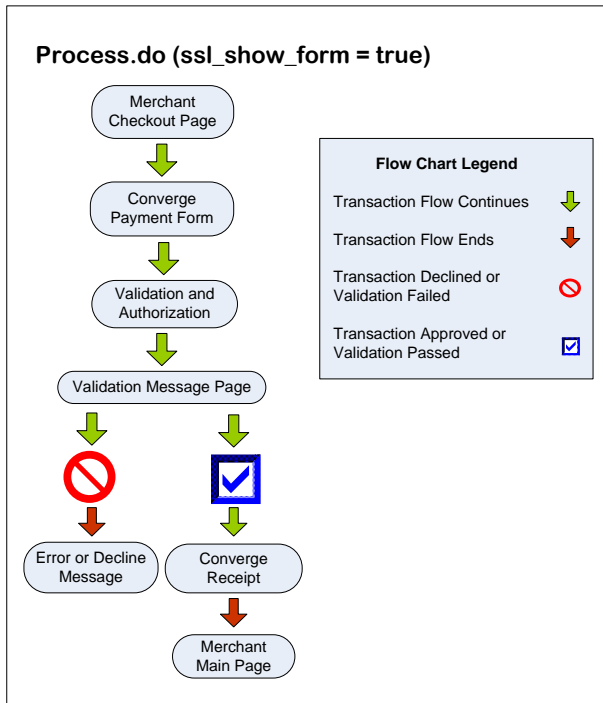 Process.do (ssl_show_form = true)
Merchant
Checkout Page
Converge
Payment Form
Validation and
Authorization
Validation Message Page
Error or Decline
Message
Converge
Receipt
Merchant
Main Page
Flow Chart Legend
Transaction Flow Continues
Transaction Flow Ends
Transaction Declined or
Validation Failed
Transaction Approved or
Validation Passed